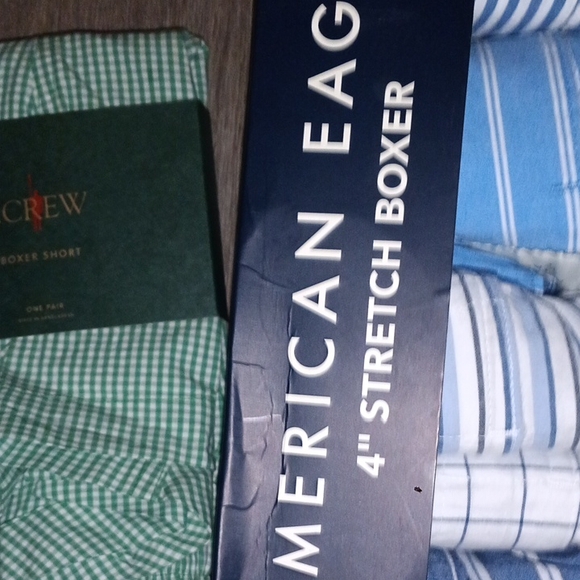 CREW
BOXER SHORT
ONE PAIR
MERICAN EAG
4" STRETCH BOXER